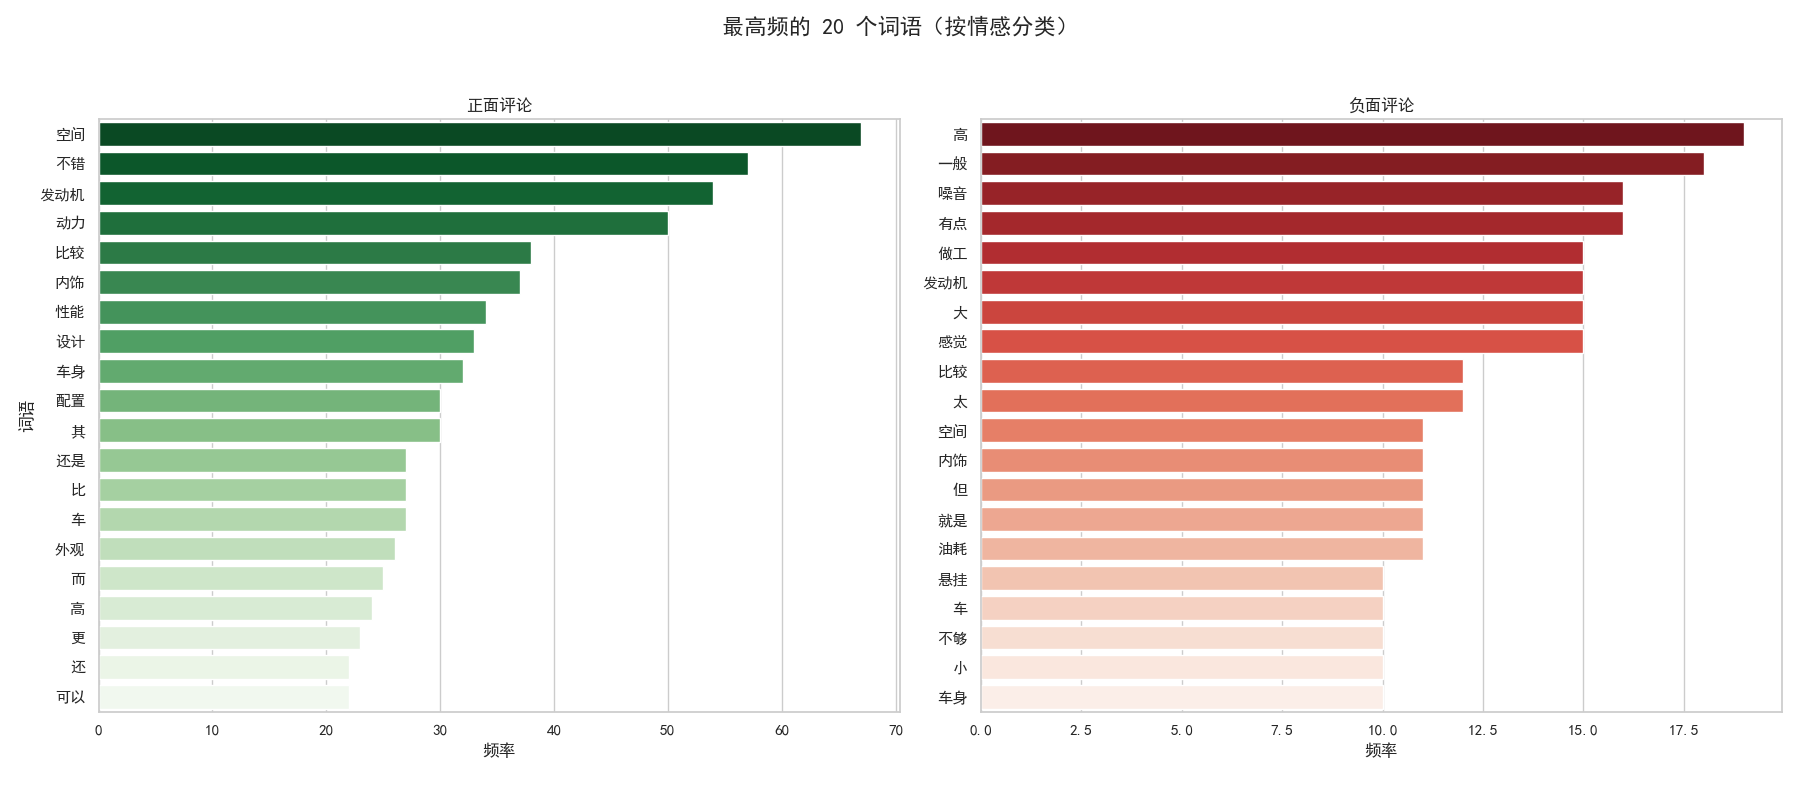 最高频的 20 个词语（按情感分类）
正面评论
词语
空间
不错
发动机
动力
比较
内饰
性能
设计
车身
配置
其
还是
比
车
外观
而
高
更
还
可以
0 10 20 30 40 50 60 70
频率
负面评论
高
一般
噪音
有点
做工
发动机
大
感觉
比较
太
空间
内饰
但
就是
油耗
悬挂
车
不够
小
车身
0.0 2.5 5.0 7.5 10.0 12.5 15.0 17.5
频率